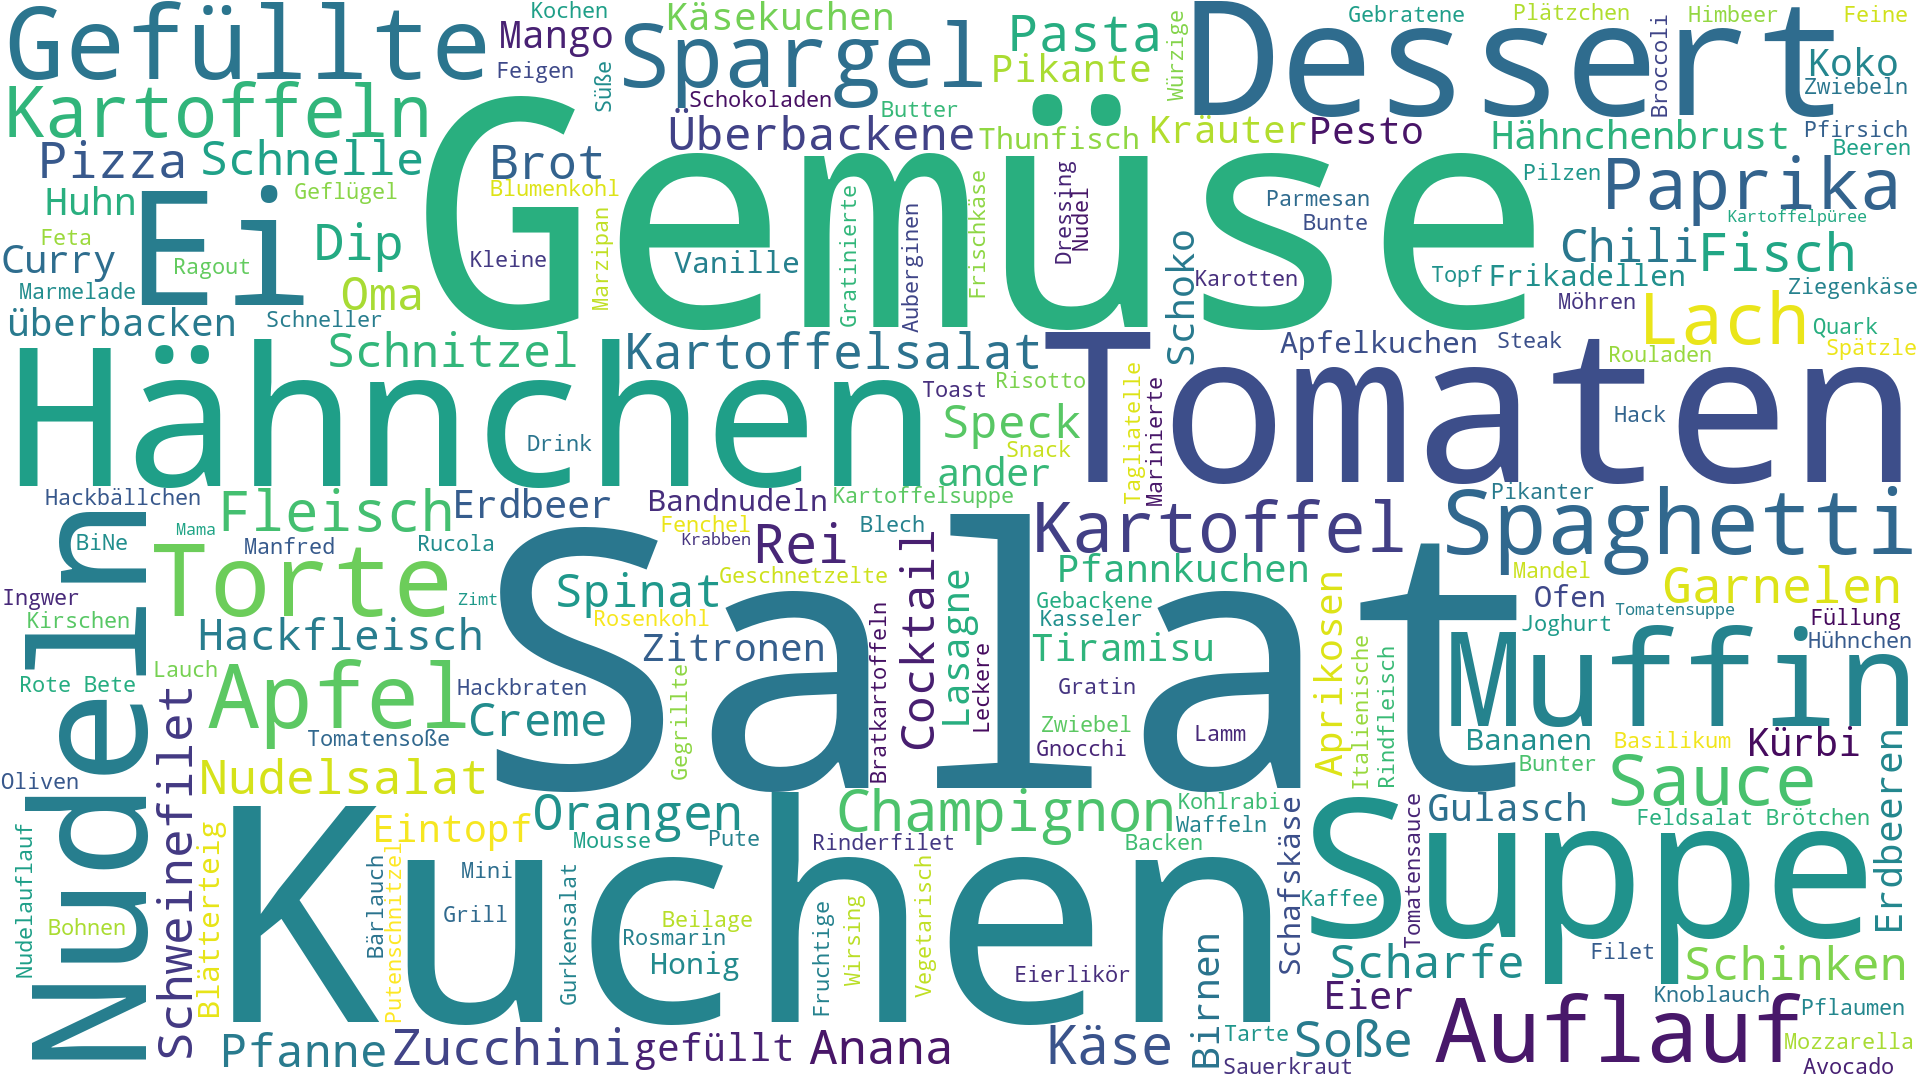 Gefüllte
Kochen
Mango
Feigen
Süße
Käsekuchen
Spargel
Schokoladen
Butter
Pasta
Pikante
Würzige
Dessert
Gebratene
Plätzchen
Broccoli
Himbeer
Feine
Koko
Zwiebeln
Kartoffeln
Überbackene
Thunfisch
Kräuter
Pesto
Hähnchenbrust
Pfirsich
Beeren
Pizza
Schnelle
Brot
Gemüse
Pilzen
Paprika
Huhn
Geflügel
Blumenkohl
Ei
Dip
Kleine
Marzipan
Vanille
Gratinierte
Auberginen
Frischkäse
Dressing
Nudel
Parmesan
Bunte
Kartoffelpüree
Feta
Curry
Ragout
Oma
Marmelade
Schoko
Karotten
Chili
Fisch
Topf
Frikadellen
Ziegenkäse
Möhren
Lach
überbacken
Schneller
Schnitzel
Kartoffelsalat
Apfelkuchen
Steak
Quark
Spätzle
Rouladen
Hähnchen
Tomaten
Toast
Risotto
Tagliatelle
Marinierte
Drink
Speck
Snack
ander
Hack
Hackbällchen
Fleisch
Erdbeer
Bandnudeln
Kartoffelsuppe
Pikanter
Nudeln
Mama
BiNe
Manfred
Rucola
Fenchel
Krabben
Rei
Blech
Cocktail
Kartoffel
Spaghetti
Torte
Salat
Geschnetzelte
Spinat
Rosenkohl
Lasagne
Pfannkuchen
Mandel
Garnelen
Ofen
Ingwer
Zimt
Kirschen
Gebackene
Kasseler
Aprikosen
Tomatensuppe
Joghurt
Füllung
Hühnchen
Hackfleisch
Zitronen
Bratkartoffeln
Leckere
Tiramisu
Italienische
Rindfleisch
Muffin
Lauch
Rote Bete
Apfel
Hackbraten
Gegrillte
Creme
Gratin
Zwiebel
Gnocchi
Lamm
Schweinefilet
Tomatensoße
Bananen
Basilikum
Kürbi
Bunter
Oliven
Nudelsalat
Sauce
Erdbeeren
Kuchen
Orangen
Champignon
Kohlrabi
Waffeln
Suppe
Gulasch
Feldsalat
Brötchen
Nudelauflauf
Blätterteig
Eintopf
Mousse
Pute
Rinderfilet
Backen
Schafskäse
Tomatensauce
Bohnen
Bärlauch
Putenschnitzel
Mini
Grill
Gurkensalat
Beilage
Rosmarin
Honig
Fruchtige
Wirsing
Vegetarisch
Eierlikör
Kaffee
Birnen
Scharfe
Filet
Schinken
Eier
Knoblauch
Auflauf
Pflaumen
Pfanne
Zucchini
gefüllt
Anana
Käse
Tarte
Sauerkraut
Soße
Mozzarella
Avocado